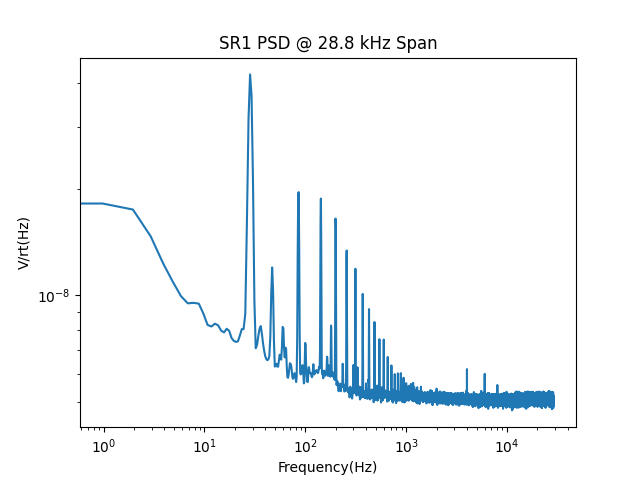 SR1 PSD @ 28.8 kHz Span
V/rt(Hz)
10⁻⁸
10⁰ 10¹ 10² 10³ 10⁴
Frequency(Hz)